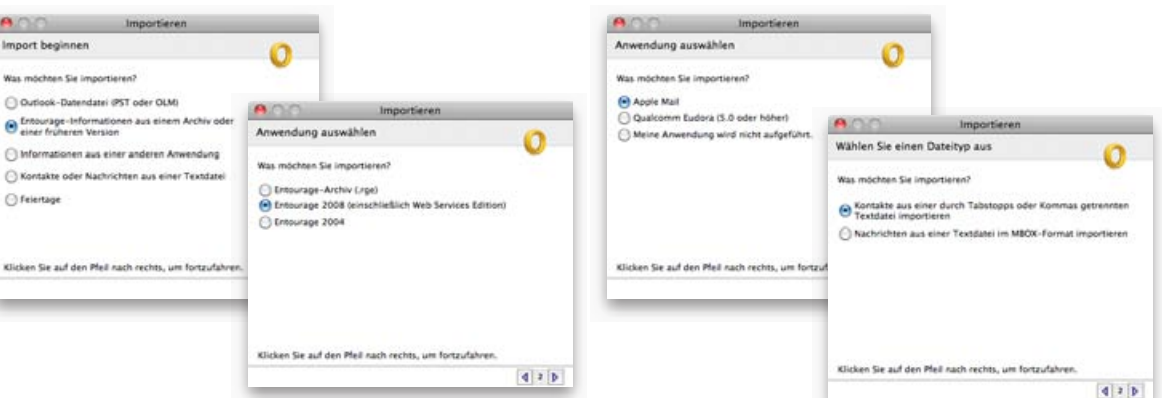 Importieren
Import beginnen
Was möchten Sie importieren?
Outlook-Datendatei (PST oder OLM)
Entourage-Informationen aus einem Archiv oder
einer früheren Version
Informationen aus einer anderen Anwendung
Kontakte oder Nachrichten aus einer Textdatei
Feiertage
Klicken Sie auf den Pfeil nach rechts, um fortzufahren.
Importieren
Anwendung auswählen
Was möchten Sie importieren?
Entourage-Archiv (.rge)
Entourage 2008 (einschließlich Web Services Edition)
Entourage 2004
Klicken Sie auf den Pfeil nach rechts, um fortzufahren.
2
Importieren
Anwendung auswählen
Was möchten Sie importieren?
Apple Mail
Qualcomm Eudora (5.0 oder höher)
Meine Anwendung wird nicht aufgeführt.
Klicken Sie auf den Pfeil nach rechts, um fortzuf
Importieren
Wählen Sie einen Dateityp aus
Was möchten Sie importieren?
Kontakte aus einer durch Tabstopps oder Kommas getrennten
Textdatei importieren
Nachrichten aus einer Textdatei im MBOX-Format importieren
Klicken Sie auf den Pfeil nach rechts, um fortzufahren.
2